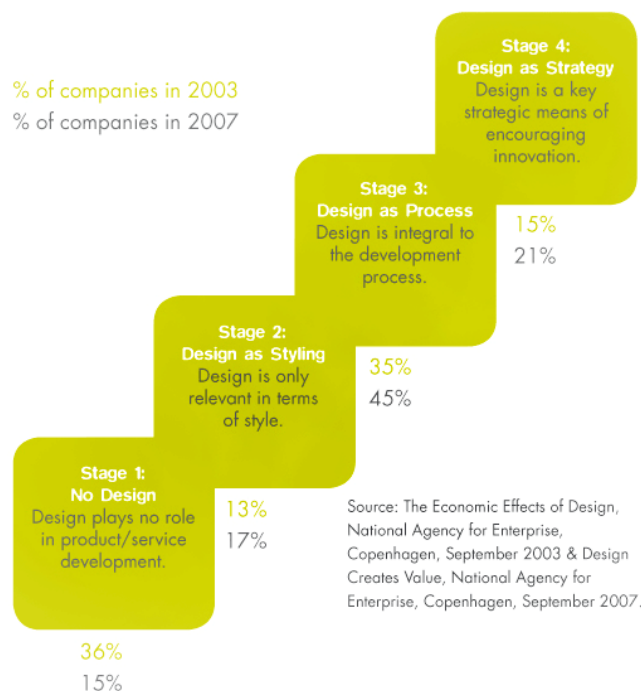 % of companies in 2003
% of companies in 2007
Stage 4:
Design as Strategy
Design is a key
strategic means of
encouraging
innovation.
15%
21%
Stage 3:
Design as Process
Design is integral to
the development
process.
35%
45%
Stage 2:
Design as Styling
Design is only
relevant in terms
of style.
13%
17%
Stage 1:
No Design
Design plays no role
in product/service
development.
36%
15%
Source: The Economic Effects of Design,
National Agency for Enterprise,
Copenhagen, September 2003 & Design
Creates Value, National Agency for
Enterprise, Copenhagen, September 2007.